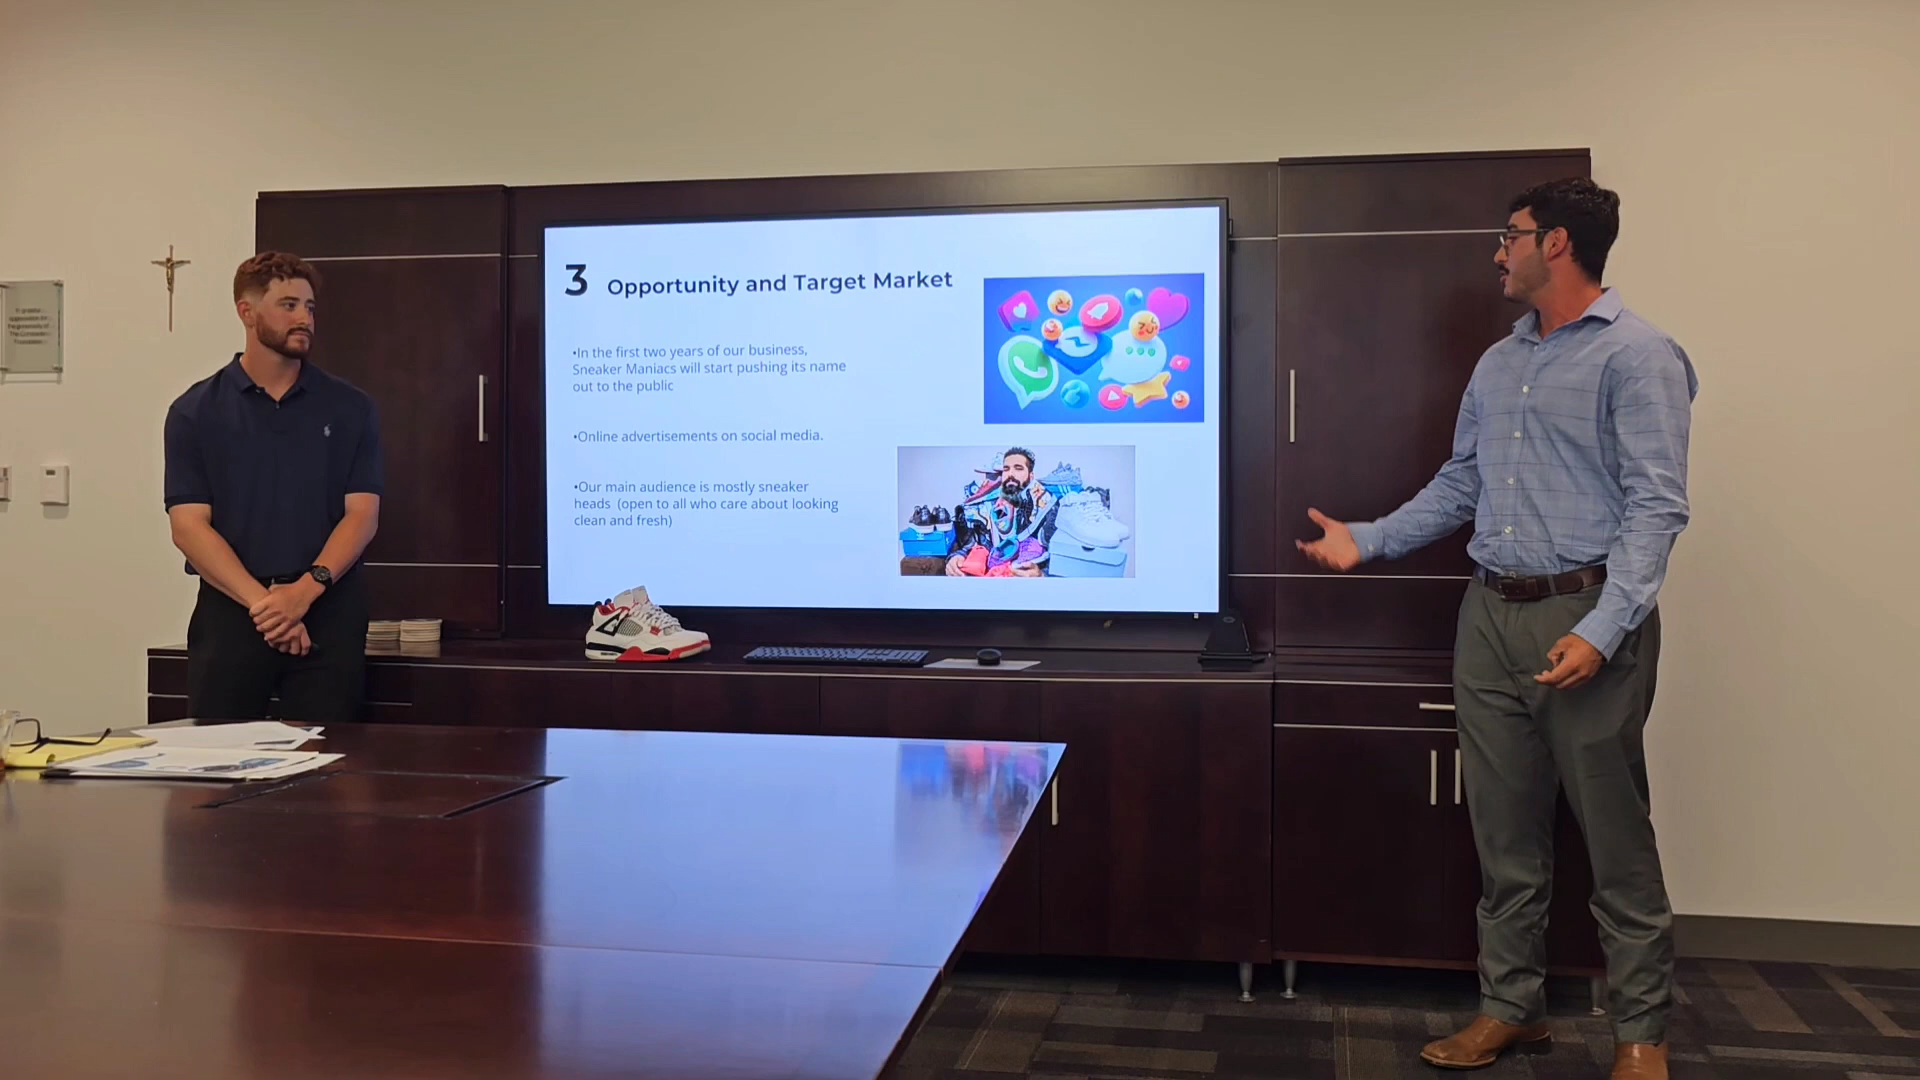 3 Opportunity and Target Market
•In the first two years of our business,
Sneaker Maniacs will start pushing its name
out to the public
•Online advertisements on social media.
•Our main audience is mostly sneaker
heads (open to all who care about looking
clean and fresh)